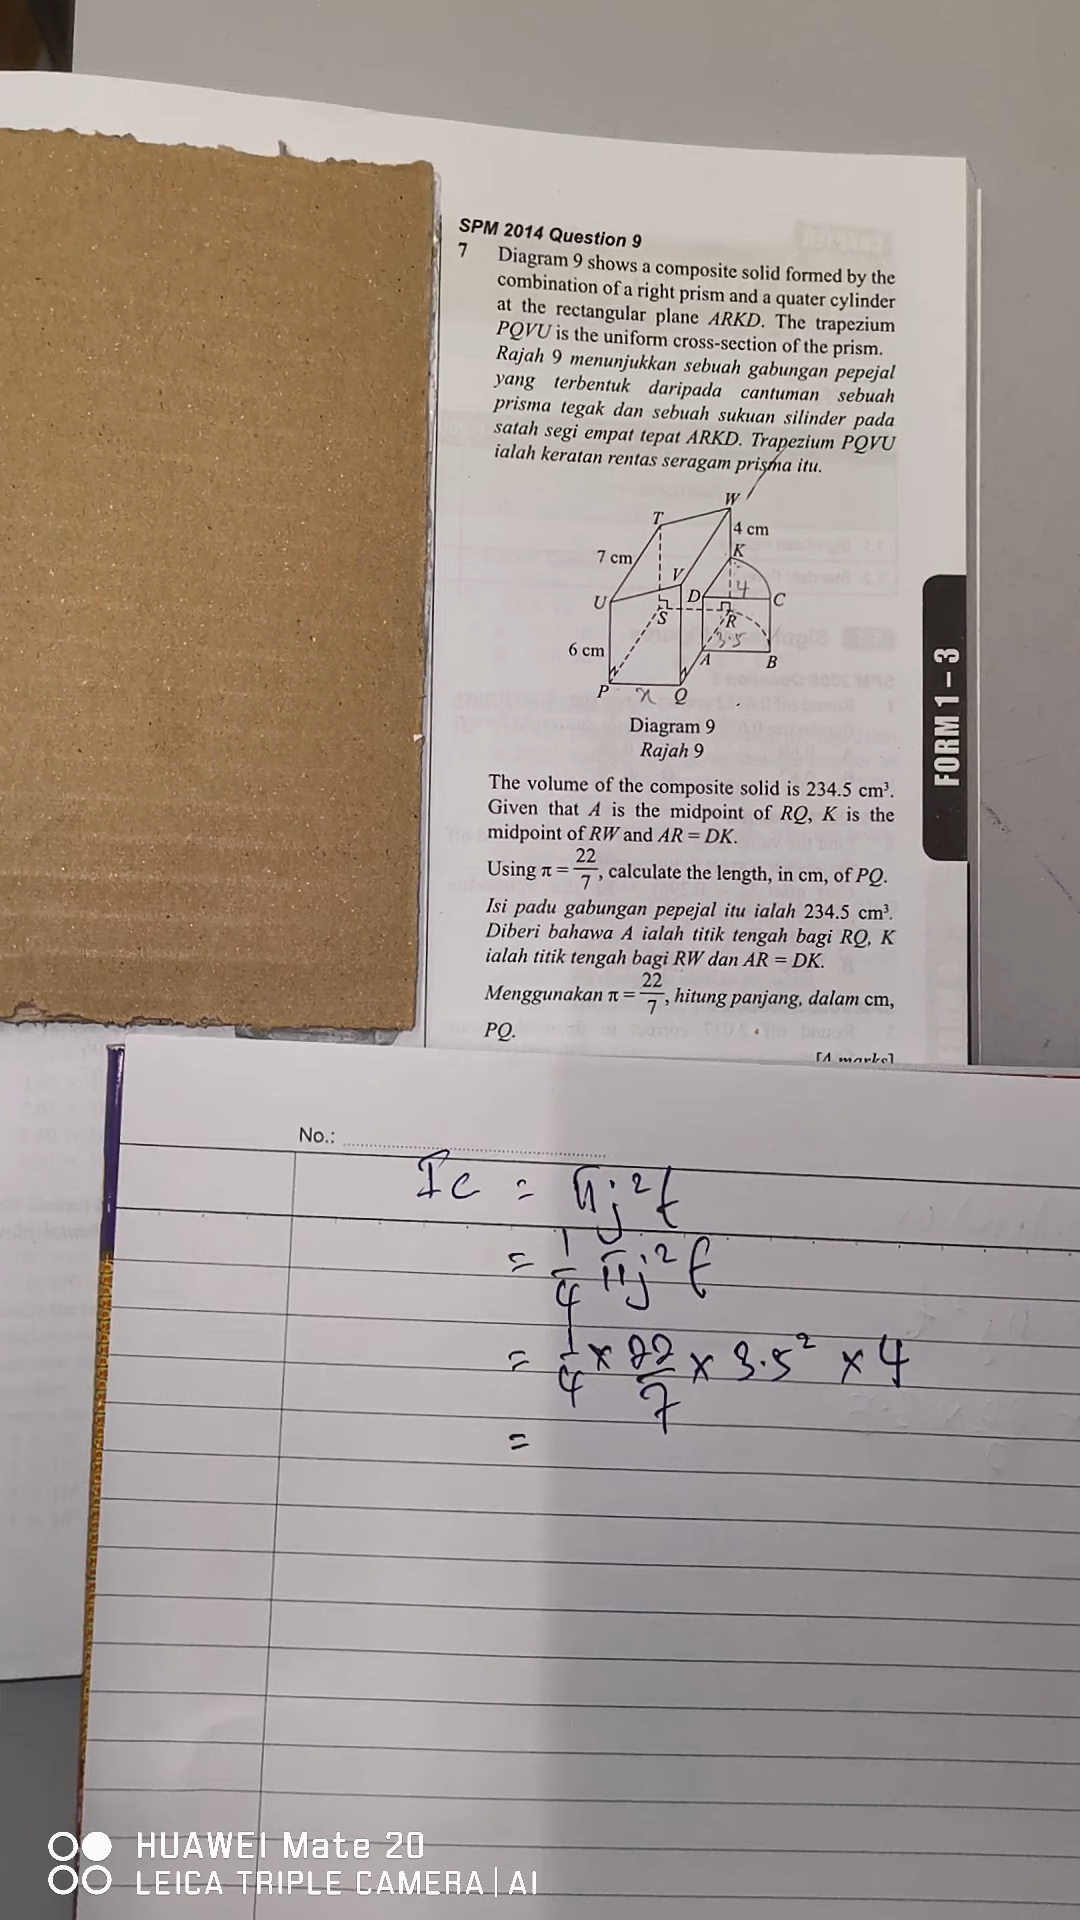 SPM 2014 Question 9
7 Diagram 9 shows a composite solid formed by the
combination of a right prism and a quater cylinder
at the rectangular plane ARKD. The trapezium
PQVU is the uniform cross-section of the prism.
Rajah 9 menunjukkan sebuah gabungan pepejal
yang terbentuk daripada cantuman sebuah
prisma tegak dan sebuah sukuan silinder pada
satah segi empat tepat ARKD. Trapezium PQVU
ialah keratan rentas seragam prisma itu.
W
T
4 cm
K
7 cm
V
D
4
C
U
S
R
3.5
6 cm
A
B
P
x
Q
Diagram 9
Rajah 9
The volume of the composite solid is 234.5 cm³.
Given that A is the midpoint of RQ, K is the
midpoint of RW and AR = DK.
Using π = 22/7, calculate the length, in cm, of PQ.
Isi padu gabungan pepejal itu ialah 234.5 cm³.
Diberi bahawa A ialah titik tengah bagi RQ, K
ialah titik tengah bagi RW dan AR = DK.
Menggunakan π = 22/7, hitung panjang, dalam cm,
PQ.
[4 marks]
FORM 1 – 3
No.:
Ic = πj²t
= 1/4 πj²t
= 1/4 × 22/7 × 3.5² × 4
=
HUAWEI Mate 20
LEICA TRIPLE CAMERA | AI